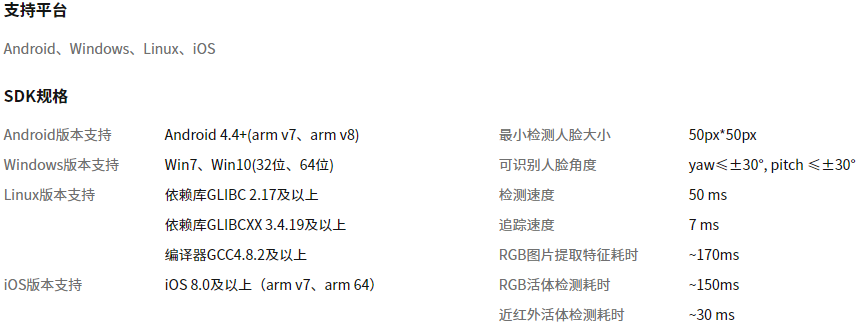 支持平台
Android、Windows、Linux、iOS
SDK规格
Android版本支持 Android 4.4+(arm v7、arm v8) 最小检测人脸大小 50px*50px
Windows版本支持 Win7、Win10(32位、64位) 可识别人脸角度 yaw≤±30°, pitch ≤±30°
Linux版本支持 依赖库GLIBC 2.17及以上 检测速度 50 ms
依赖库GLIBCXX 3.4.19及以上 追踪速度 7 ms
编译器GCC4.8.2及以上 RGB图片提取特征耗时 ~170ms
iOS版本支持 iOS 8.0及以上（arm v7、arm 64） RGB活体检测耗时 ~150ms
近红外活体检测耗时 ~30 ms